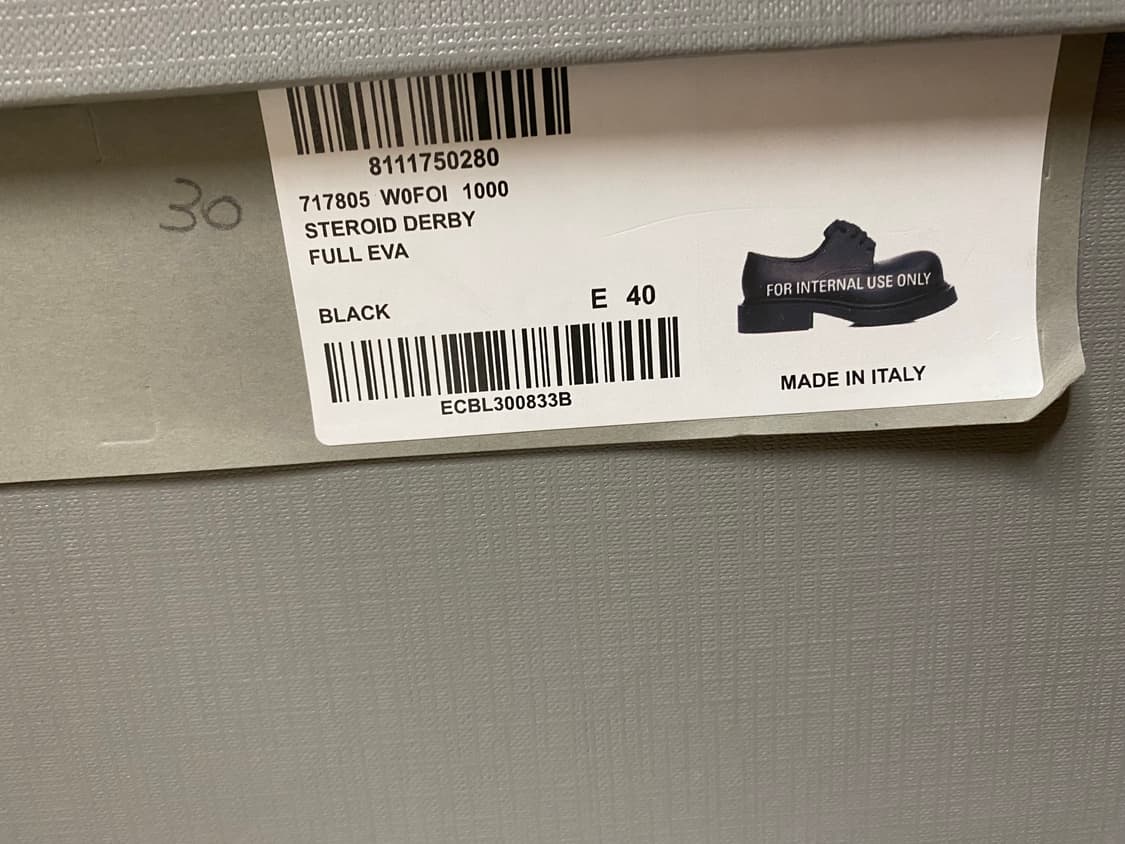 30
8111750280
717805 W0FOI 1000
STEROID DERBY
FULL EVA
BLACK
E 40
ECBL300833B
FOR INTERNAL USE ONLY
MADE IN ITALY